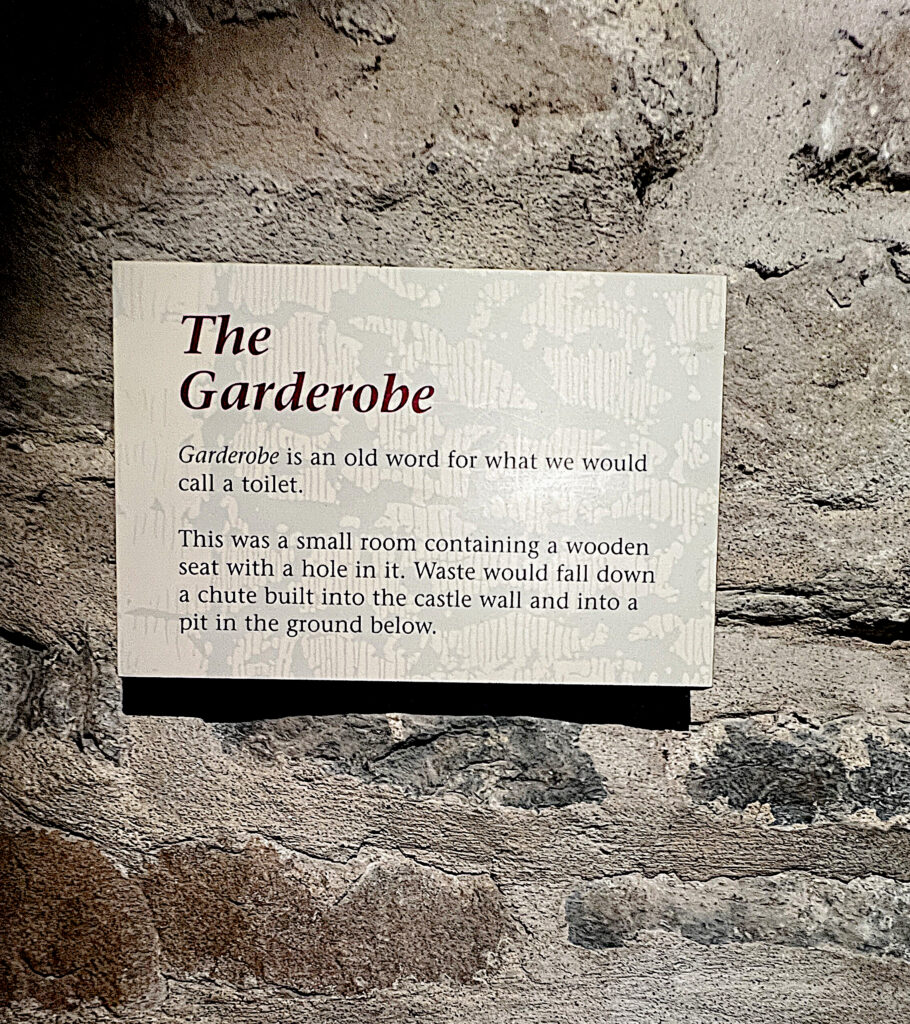 The
Garderobe
Garderobe is an old word for what we would
call a toilet.
This was a small room containing a wooden
seat with a hole in it. Waste would fall down
a chute built into the castle wall and into a
pit in the ground below.